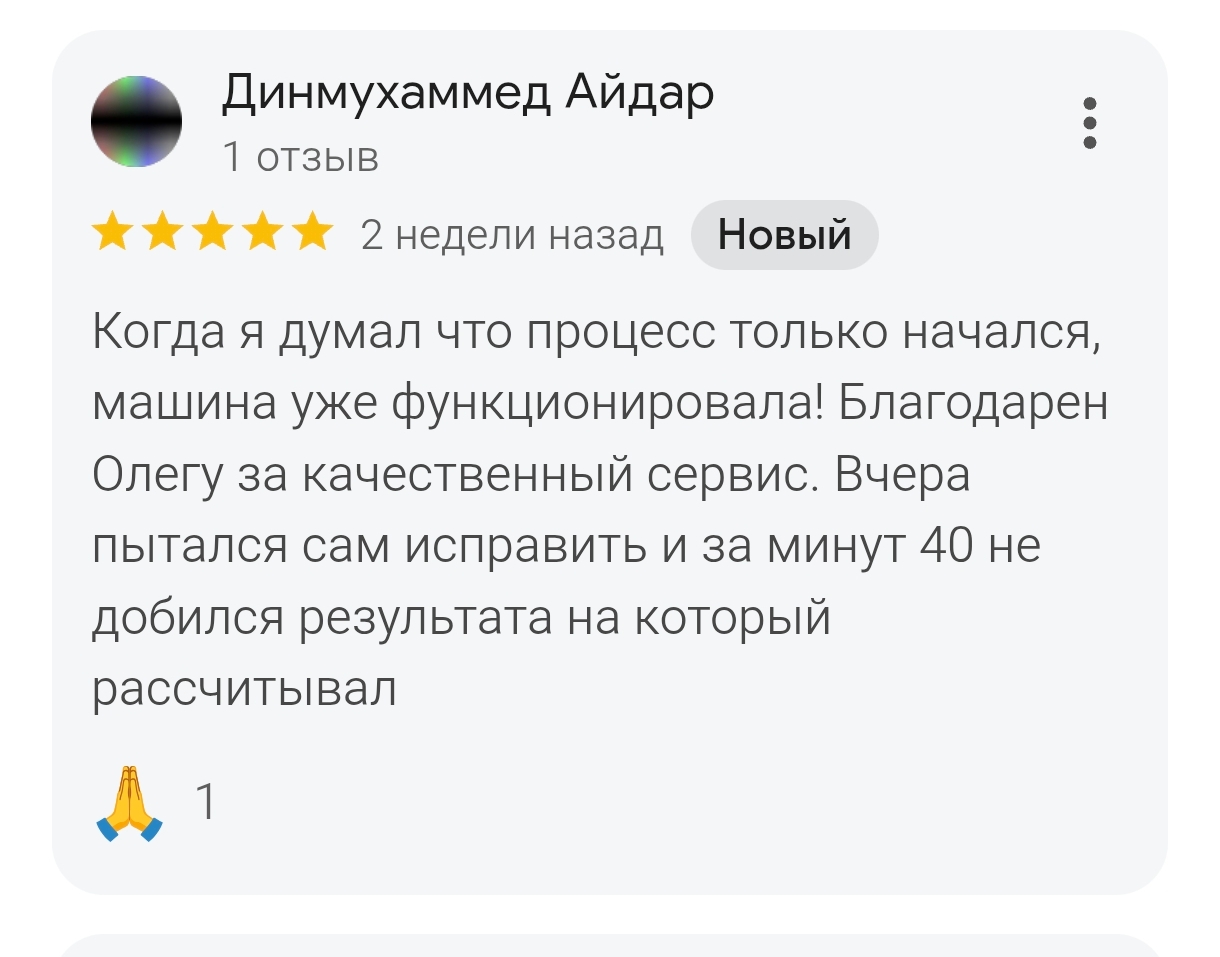 Динмухаммед Айдар
1 отзыв
2 недели назад Новый
Когда я думал что процесс только начался,
машина уже функционировала! Благодарен
Олегу за качественный сервис. Вчера
пытался сам исправить и за минут 40 не
добился результата на который
рассчитывал
1